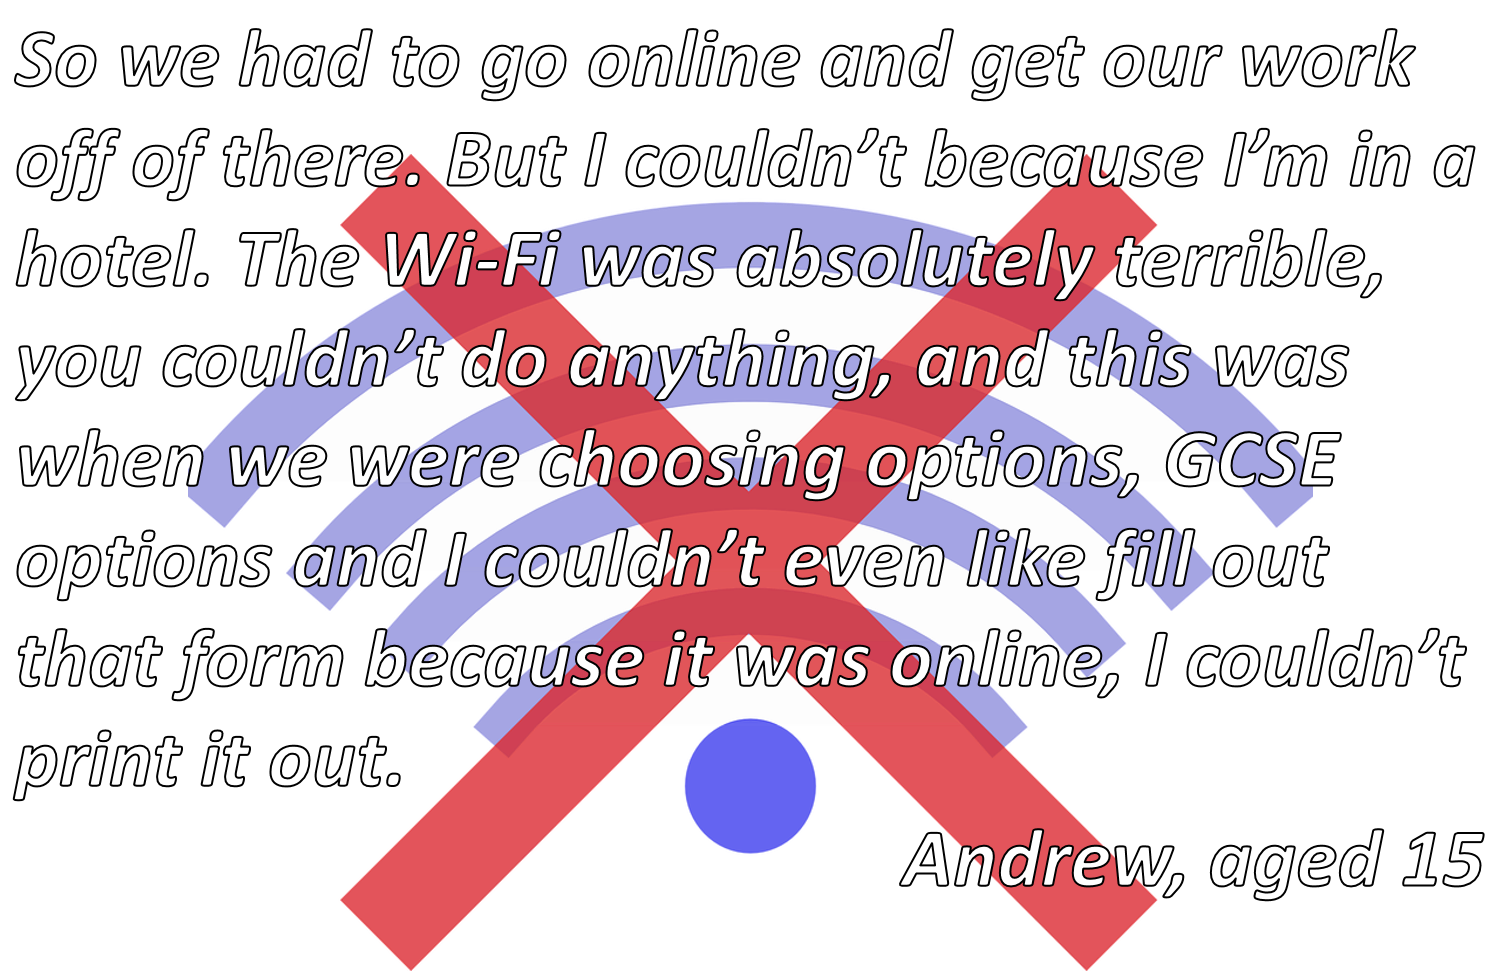 So we had to go online and get our work
off of there. But I couldn’t because I’m in a
hotel. The Wi-Fi was absolutely terrible,
you couldn’t do anything, and this was
when we were choosing options, GCSE
options and I couldn’t even like fill out
that form because it was online, I couldn’t
print it out.
Andrew, aged 15